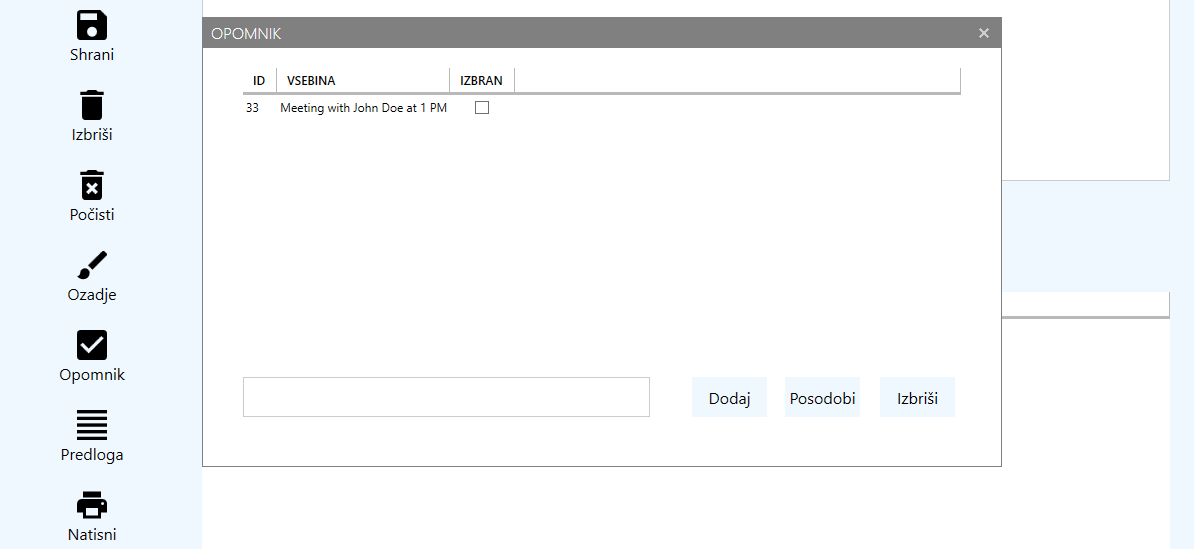 Shrani
Izbriši
Počisti
Ozadje
Opomnik
Predloga
Natisni
OPOMNIK
ID VSEBINA IZBRAN
33 Meeting with John Doe at 1 PM
Dodaj Posodobi Izbriši